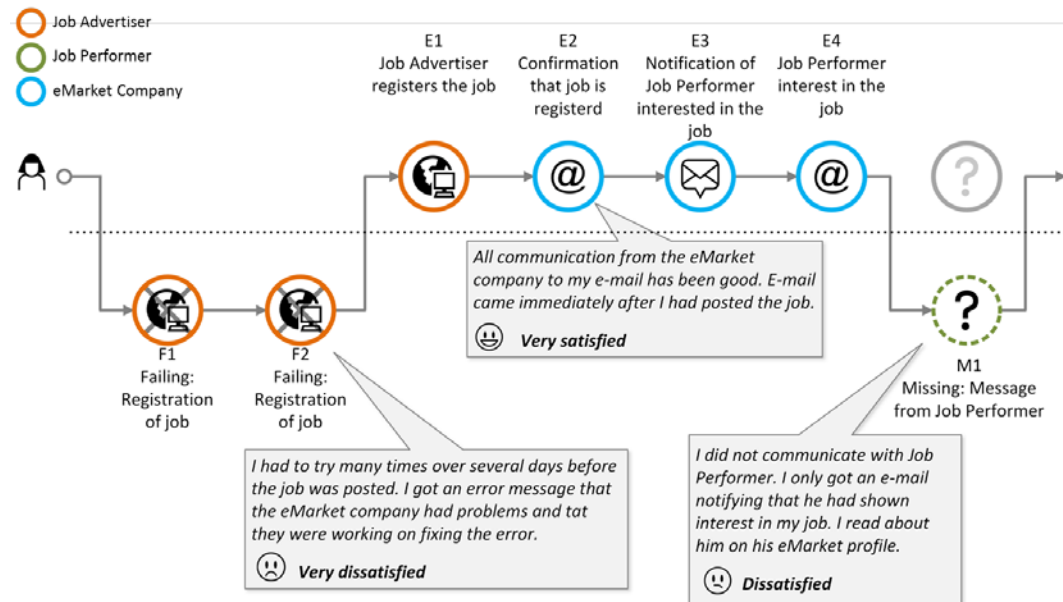 Job Advertiser
Job Performer
eMarket Company
E1
Job Advertiser
registers the job
E2
Confirmation
that job is
registerd
E3
Notification of
Job Performer
interested in the
job
E4
Job Performer
interest in the
job
@
@
?
All communication from the eMarket
company to my e-mail has been good. E-mail
came immediately after I had posted the job.
Very satisfied
F1
Failing:
Registration
of job
F2
Failing:
Registration
of job
?
M1
Missing: Message
from Job Performer
I had to try many times over several days before
the job was posted. I got an error message that
the eMarket company had problems and tat
they were working on fixing the error.
Very dissatisfied
I did not communicate with Job
Performer. I only got an e-mail
notifying that he had shown
interest in my job. I read about
him on his eMarket profile.
Dissatisfied